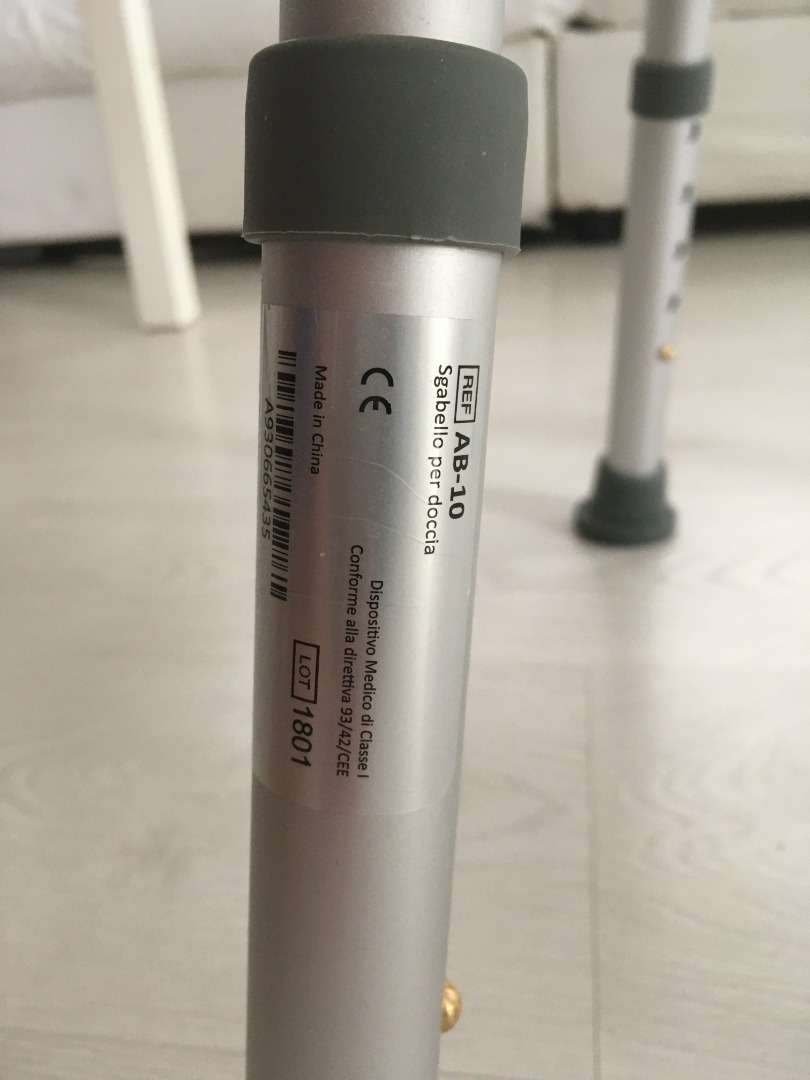 REF AB-10
Sgabello per doccia
CE
Dispositivo Medico di Classe I
Conforme alla direttiva 93/42/CEE
Made in China
LOT 1801
A930665435